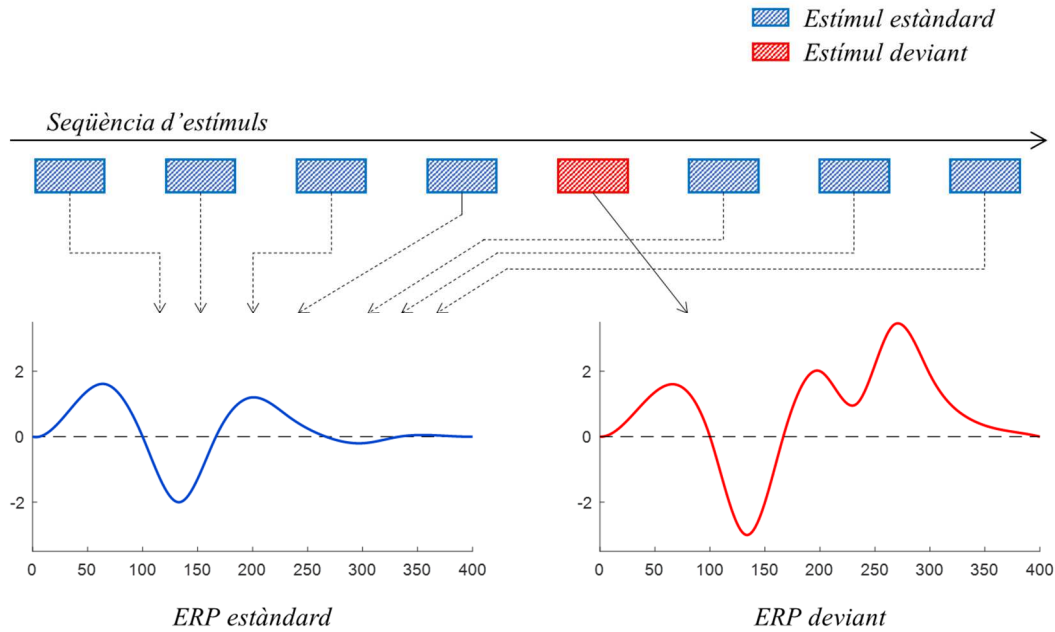 Estímul estàndard
Estímul deviant
Seqüència d’estímuls
2
0
-2
0 50 100 150 200 250 300 350 400
ERP estàndard
2
0
-2
0 50 100 150 200 250 300 350 400
ERP deviant